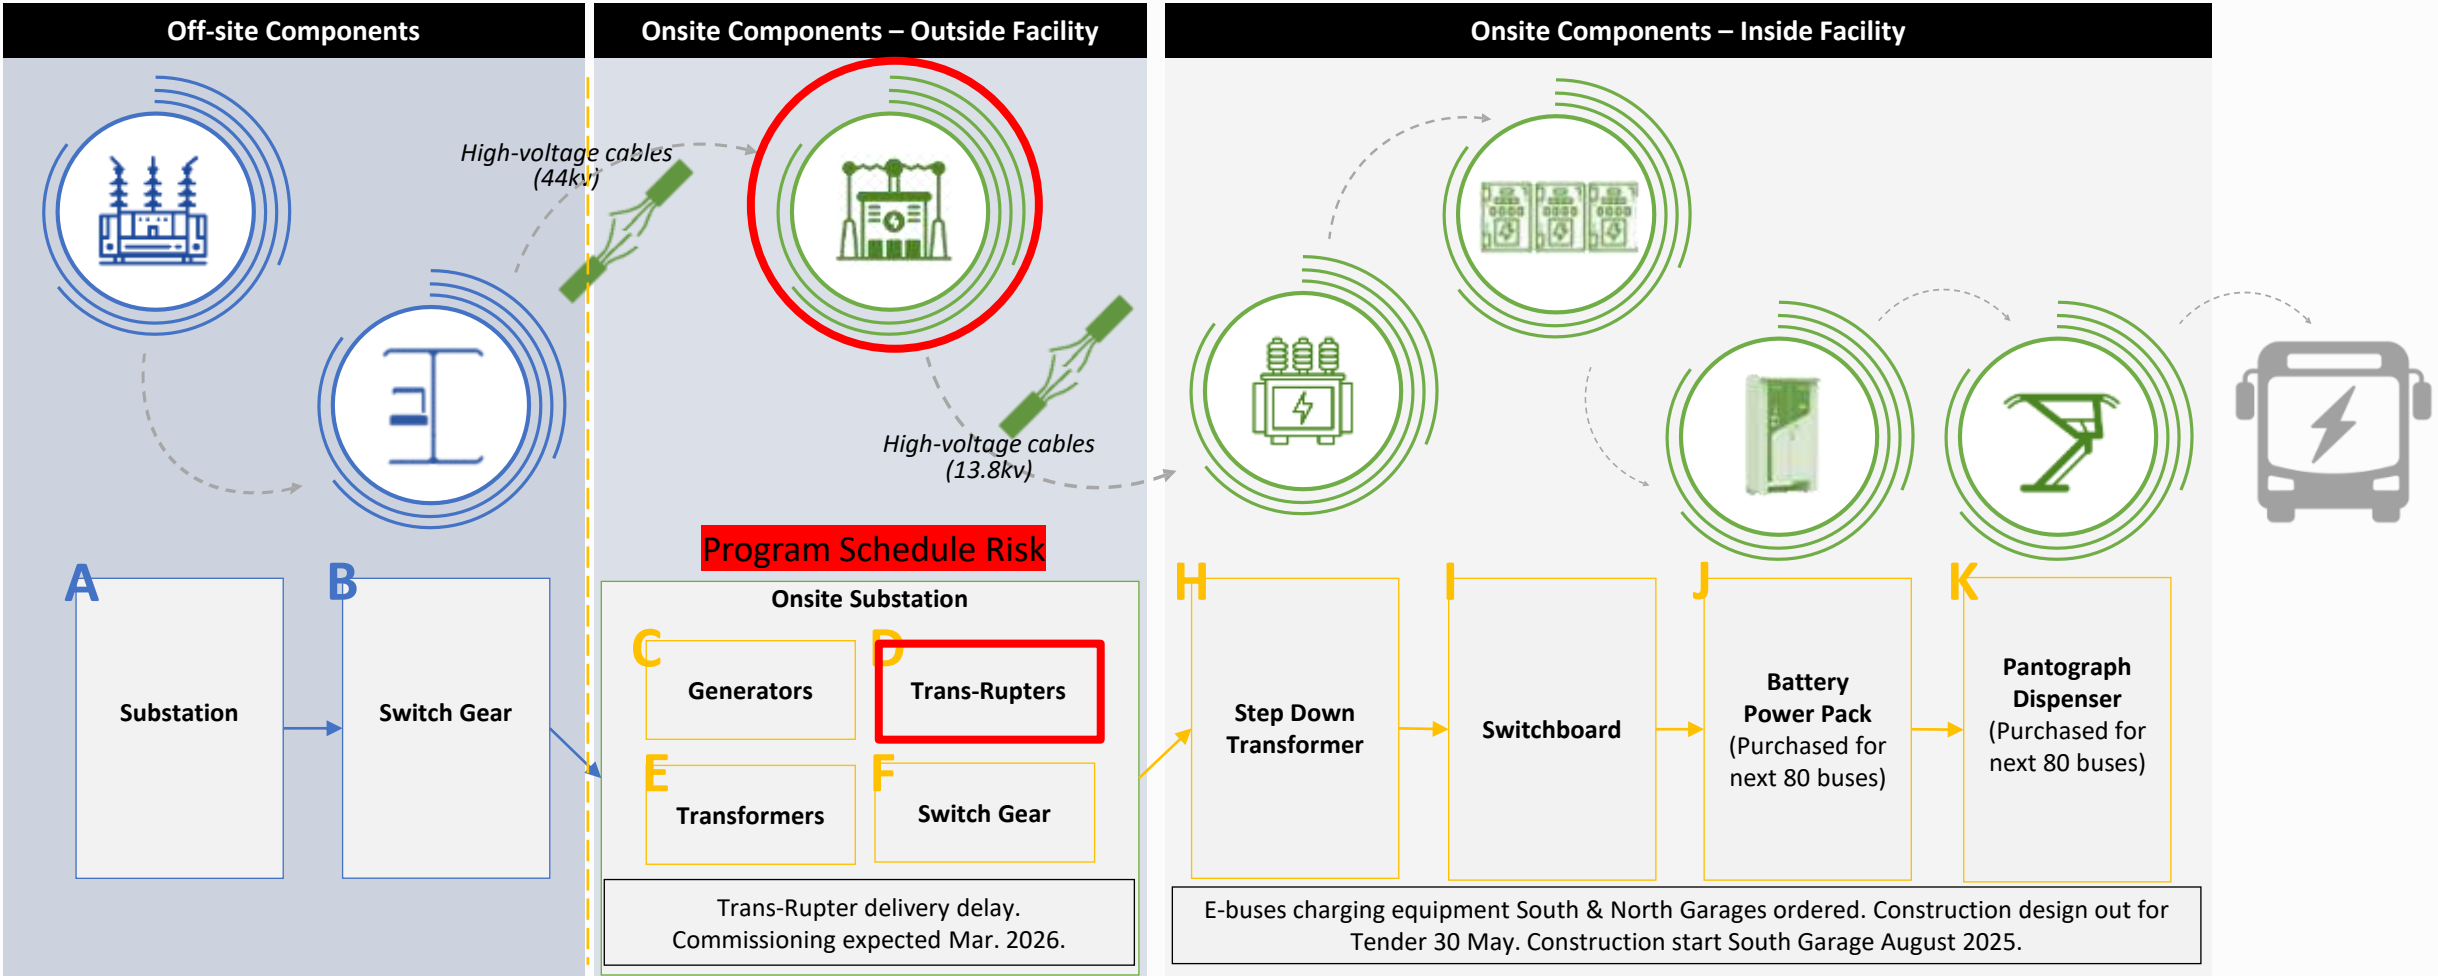 Off-site Components
Onsite Components – Outside Facility
Onsite Components – Inside Facility
High-voltage cables
(44kv)
High-voltage cables
(13.8kv)
Program Schedule Risk
A
Substation
B
Switch Gear
Onsite Substation
C
Generators
D
Trans-Rupters
E
Transformers
F
Switch Gear
Trans-Rupter delivery delay.
Commissioning expected Mar. 2026.
H
Step Down
Transformer
I
Switchboard
J
Battery
Power Pack
(Purchased for
next 80 buses)
K
Pantograph
Dispenser
(Purchased for
next 80 buses)
E-buses charging equipment South & North Garages ordered. Construction design out for
Tender 30 May. Construction start South Garage August 2025.